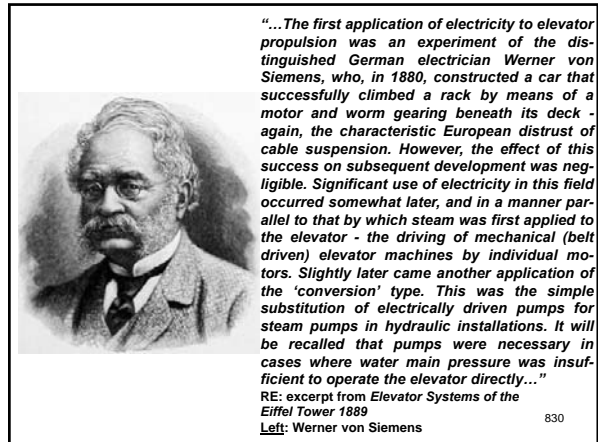 “…The first application of electricity to elevator
propulsion was an experiment of the dis-
tinguished German electrician Werner von
Siemens, who, in 1880, constructed a car that
successfully climbed a rack by means of a
motor and worm gearing beneath its deck -
again, the characteristic European distrust of
cable suspension. However, the effect of this
success on subsequent development was neg-
ligible. Significant use of electricity in this field
occurred somewhat later, and in a manner par-
allel to that by which steam was first applied to
the elevator - the driving of mechanical (belt
driven) elevator machines by individual mo-
tors. Slightly later came another application of
the ‘conversion’ type. This was the simple
substitution of electrically driven pumps for
steam pumps in hydraulic installations. It will
be recalled that pumps were necessary in
cases where water main pressure was insuf-
ficient to operate the elevator directly…”
RE: excerpt from Elevator Systems of the
Eiffel Tower 1889
Left: Werner von Siemens
830